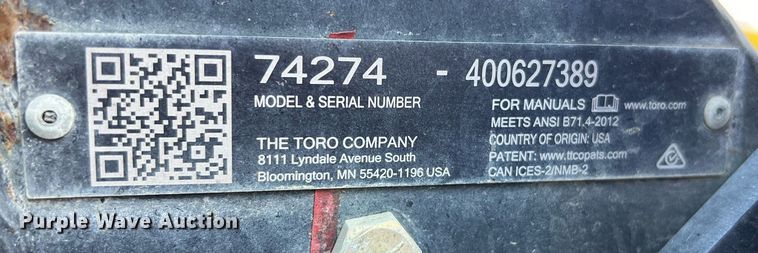 74274 - 400627389
MODEL & SERIAL NUMBER
FOR MANUALS www.toro.com
MEETS ANSI B71.4-2012
THE TORO COMPANY
COUNTRY OF ORIGIN: USA
8111 Lyndale Avenue South
PATENT: www.ttcopats.com
Bloomington, MN 55420-1196 USA
CAN ICES-2/NMB-2
Purple Wave Auction